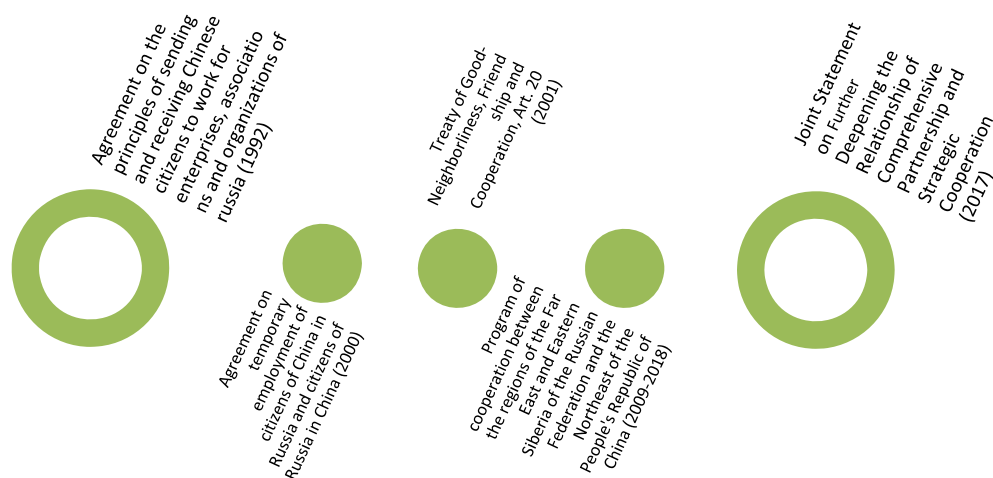 Agreement on the
principles of sending
and receiving Chinese
citizens to work for
enterprises, associatio
ns and organizations of
russia (1992)
Agreement on
temporary
employment of
citizens of China in
Russia and citizens of
Russia in China (2000)
Treaty of Good-
Neighborliness, Friend
ship and
Cooperation, Art. 20
(2001)
Program of
cooperation between
the regions of the Far
East and Eastern
Siberia of the Russian
Federation and the
Northeast of the
People's Republic of
China (2009-2018)
Joint Statement
on Further
Deepening the
Relationship of
Comprehensive
Partnership and
Strategic
Cooperation
(2017)